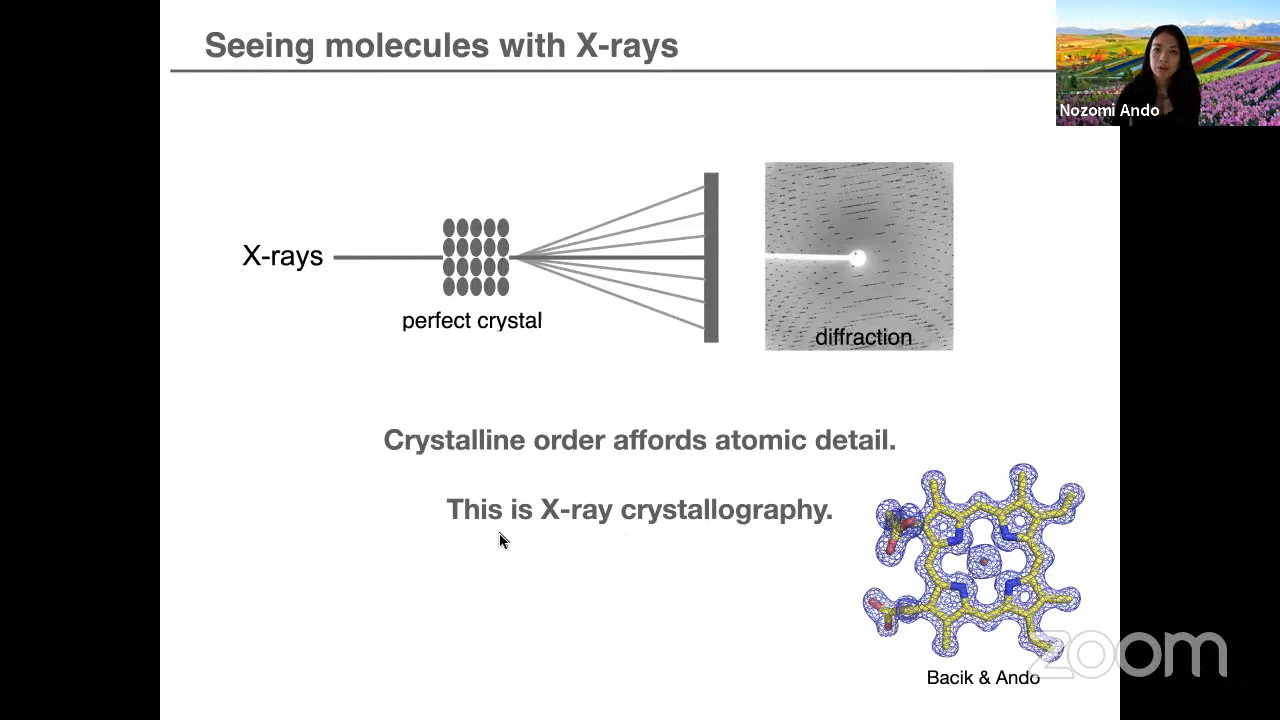 Seeing molecules with X-rays
Nozomi Ando
X-rays
perfect crystal
diffraction
Crystalline order affords atomic detail.
This is X-ray crystallography.
Bacik & Ando
zoom